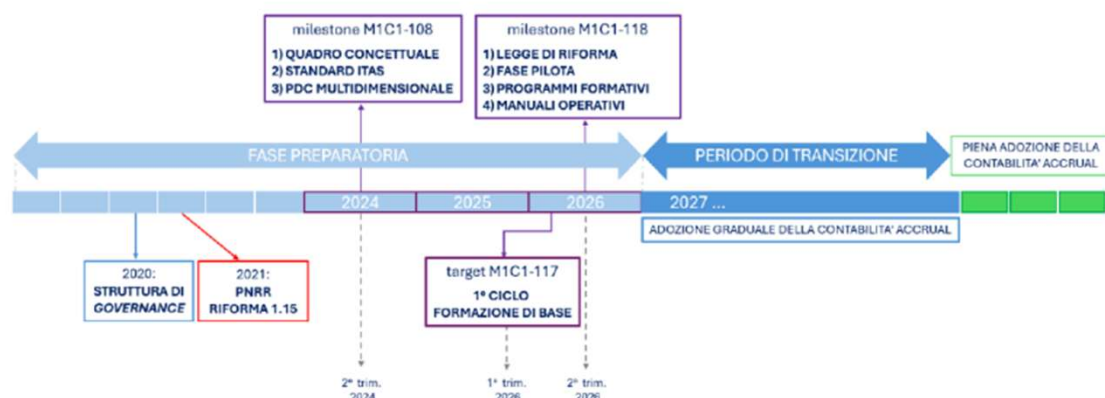 milestone M1C1-108
1) QUADRO CONCETTUALE
2) STANDARD ITAS
3) PDC MULTIDIMENSIONALE
milestone M1C1-118
1) LEGGE DI RIFORMA
2) FASE PILOTA
3) PROGRAMMI FORMATIVI
4) MANUALI OPERATIVI
FASE PREPARATORIA
PERIODO DI TRANSIZIONE
PIENA ADOZIONE DELLA
CONTABILITA' ACCRUAL
2024
2025
2026
2027 ...
ADOZIONE GRADUALE DELLA CONTABILITA' ACCRUAL
2020:
STRUTTURA DI
GOVERNANCE
2021:
PNRR
RIFORMA 1.15
target M1C1-117
1° CICLO
FORMAZIONE DI BASE
2° trim.
2024
1° trim.
2026
2° trim.
2026